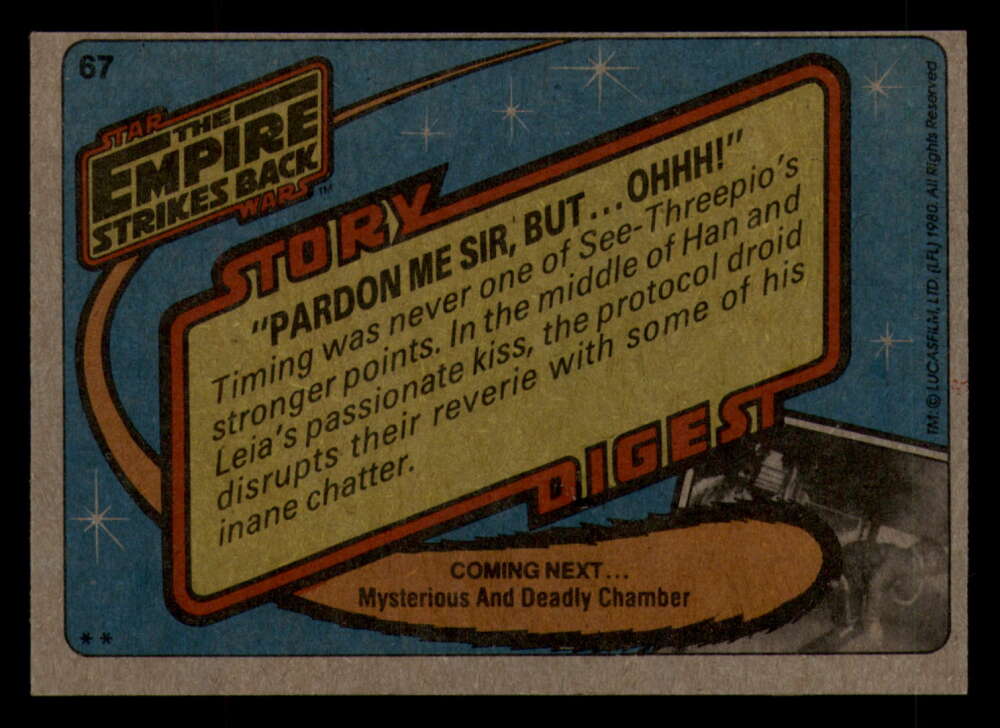 67
STAR
THE
EMPIRE
STRIKES BACK
WARS™
STORY
"PARDON ME SIR, BUT...OHHH!"
Timing was never one of See-Threepio's
stronger points. In the middle of Han and
Leia's passionate kiss, the protocol droid
disrupts their reverie with some of his
inane chatter.
DIGEST
COMING NEXT...
Mysterious And Deadly Chamber
**
TM: © LUCASFILM, LTD. (LFL) 1980. All Rights Reserved